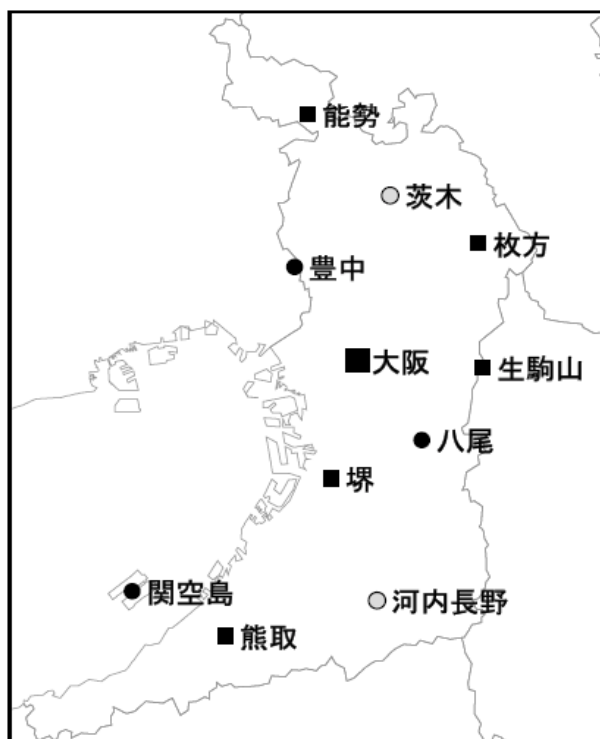 能勢
茨木
枚方
豊中
大阪
生駒山
八尾
堺
関空島
河内長野
熊取